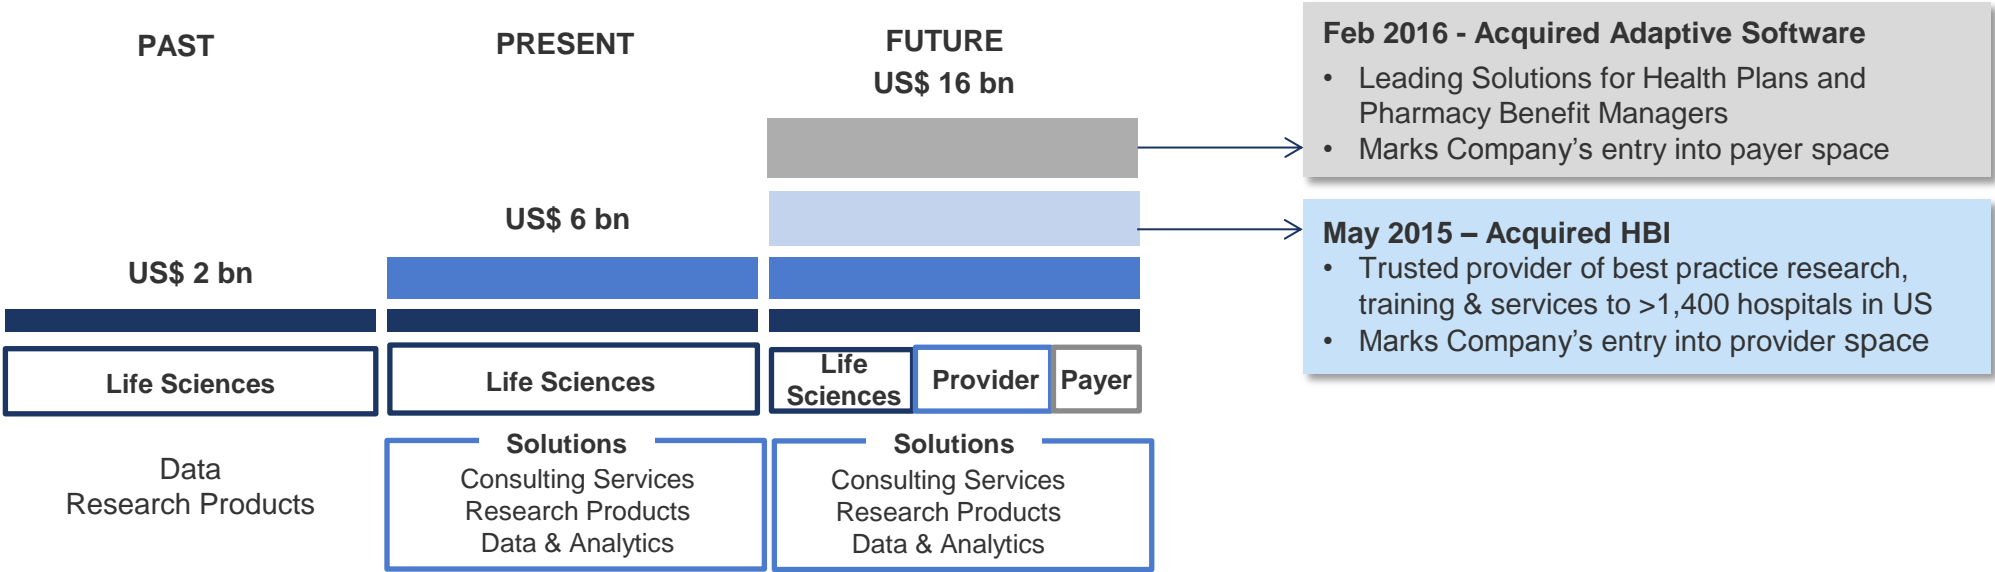 PAST
US$ 2 bn
Life Sciences
Data
Research Products
PRESENT
US$ 6 bn
Life Sciences
Solutions
Consulting Services
Research Products
Data & Analytics
FUTURE
US$ 16 bn
Life
Sciences
Provider
Payer
Solutions
Consulting Services
Research Products
Data & Analytics
Feb 2016 - Acquired Adaptive Software
• Leading Solutions for Health Plans and
Pharmacy Benefit Managers
• Marks Company’s entry into payer space
May 2015 – Acquired HBI
• Trusted provider of best practice research,
training & services to >1,400 hospitals in US
• Marks Company’s entry into provider space